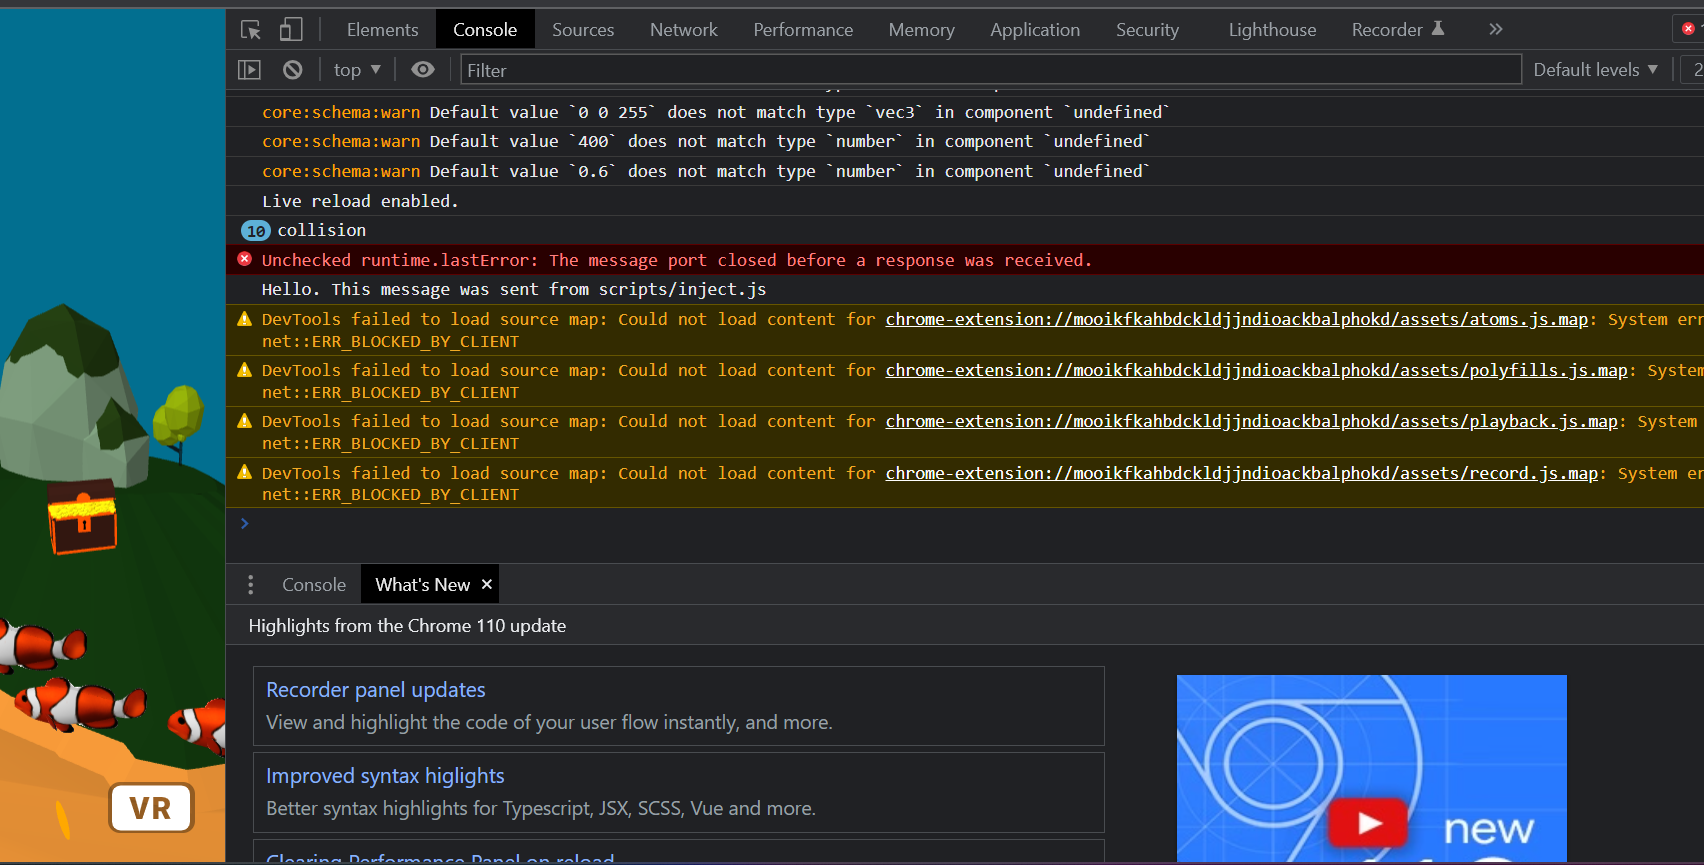 Elements Console Sources Network Performance Memory Application Security Lighthouse Recorder
top Filter Default levels 2
core:schema:warn Default value `0 0 255` does not match type `vec3` in component `undefined`
core:schema:warn Default value `400` does not match type `number` in component `undefined`
core:schema:warn Default value `0.6` does not match type `number` in component `undefined`
Live reload enabled.
10 collision
Unchecked runtime.lastError: The message port closed before a response was received.
Hello. This message was sent from scripts/inject.js
DevTools failed to load source map: Could not load content for chrome-extension://mooikfkahbdckldjjndioackbalphokd/assets/atoms.js.map: System err
net::ERR_BLOCKED_BY_CLIENT
DevTools failed to load source map: Could not load content for chrome-extension://mooikfkahbdckldjjndioackbalphokd/assets/polyfills.js.map: System
net::ERR_BLOCKED_BY_CLIENT
DevTools failed to load source map: Could not load content for chrome-extension://mooikfkahbdckldjjndioackbalphokd/assets/playback.js.map: System
net::ERR_BLOCKED_BY_CLIENT
DevTools failed to load source map: Could not load content for chrome-extension://mooikfkahbdckldjjndioackbalphokd/assets/record.js.map: System er
net::ERR_BLOCKED_BY_CLIENT
Console What's New
Highlights from the Chrome 110 update
Recorder panel updates
View and highlight the code of your user flow instantly, and more.
Improved syntax higlights
Better syntax highlights for Typescript, JSX, SCSS, Vue and more.
Clearing Performance Panel on reload
new
VR